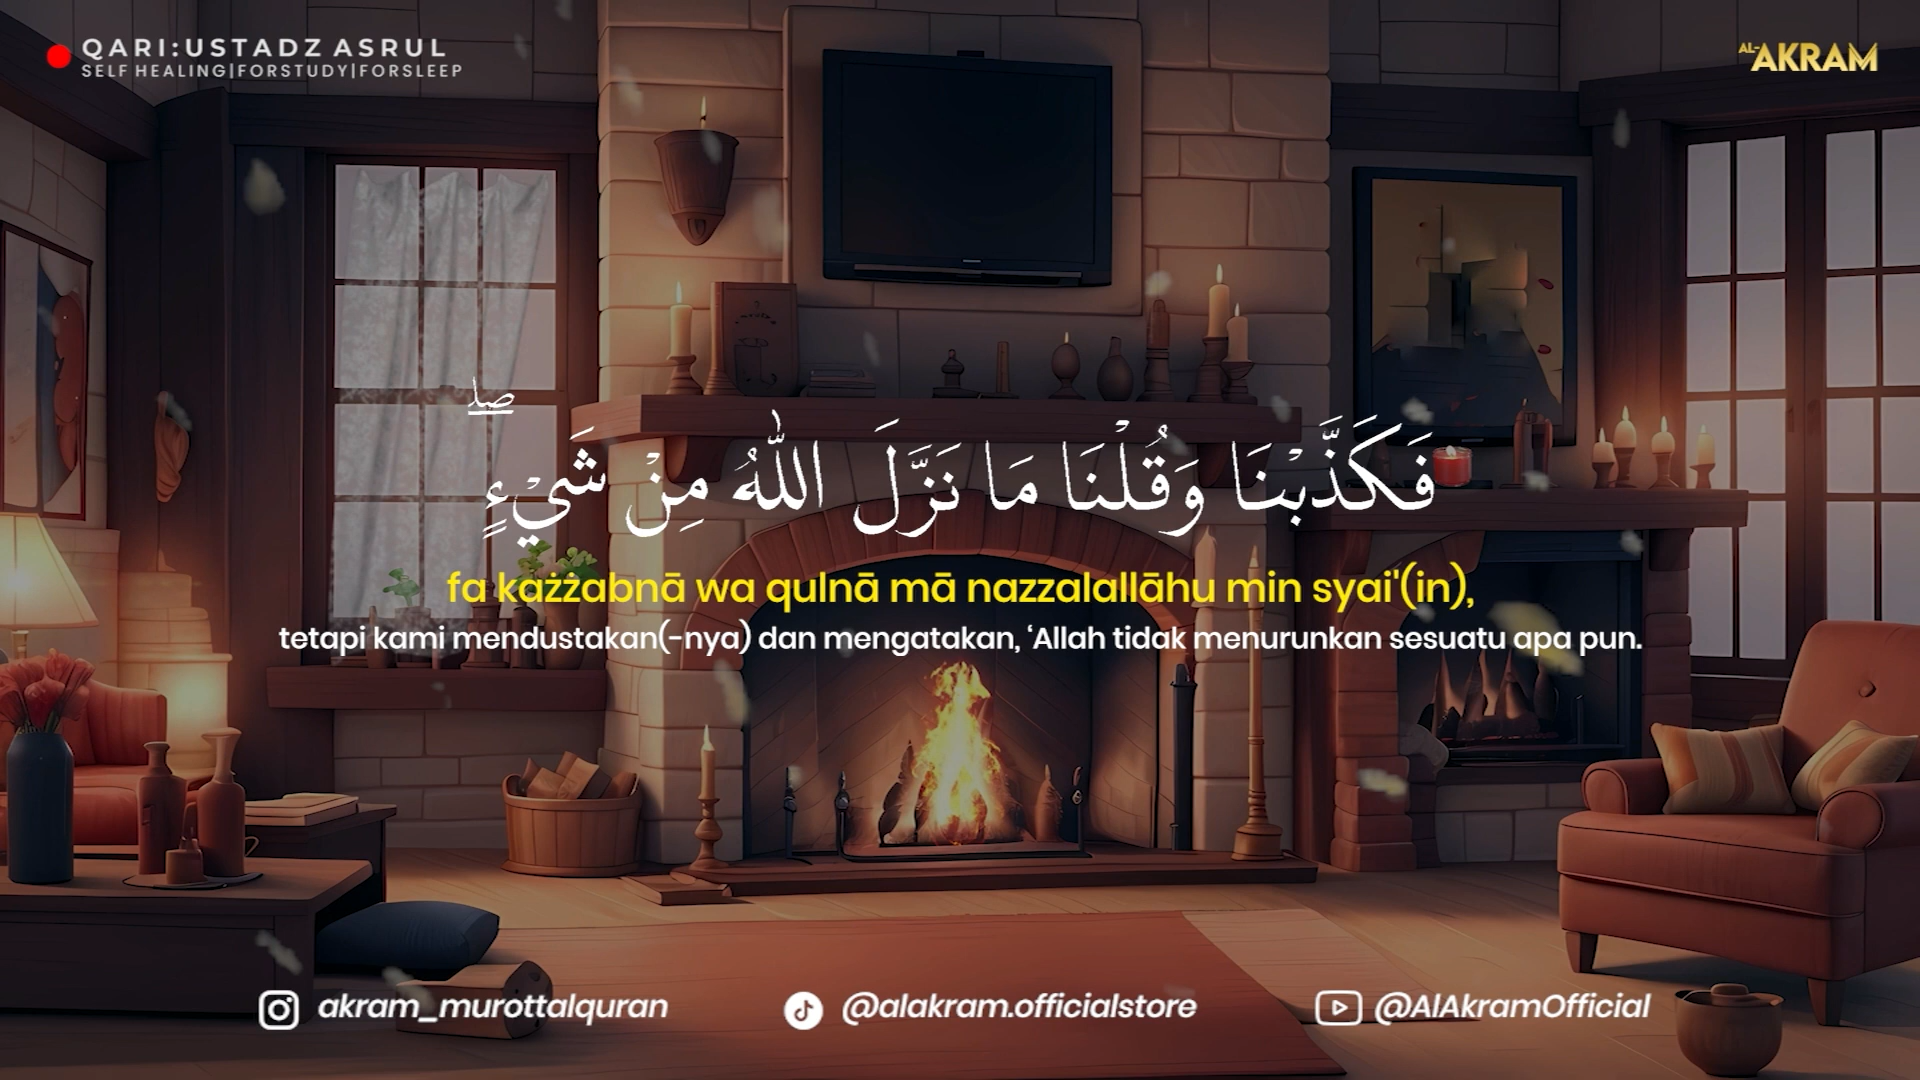 QARI:USTADZ ASRUL
SELF HEALING|FORSTUDY|FORSLEEP
AL-AKRAM
فَكَذَّبْنَا وَقُلْنَا مَا نَزَّلَ اللّٰهُ مِنْ شَيْءٍۖ
fa każżabnā wa qulnā mā nazzalallāhu min syai'(in),
tetapi kami mendustakan(-nya) dan mengatakan, ‘Allah tidak menurunkan sesuatu apa pun.
akram_murottalquran
@alakram.officialstore
@AlAkramOfficial